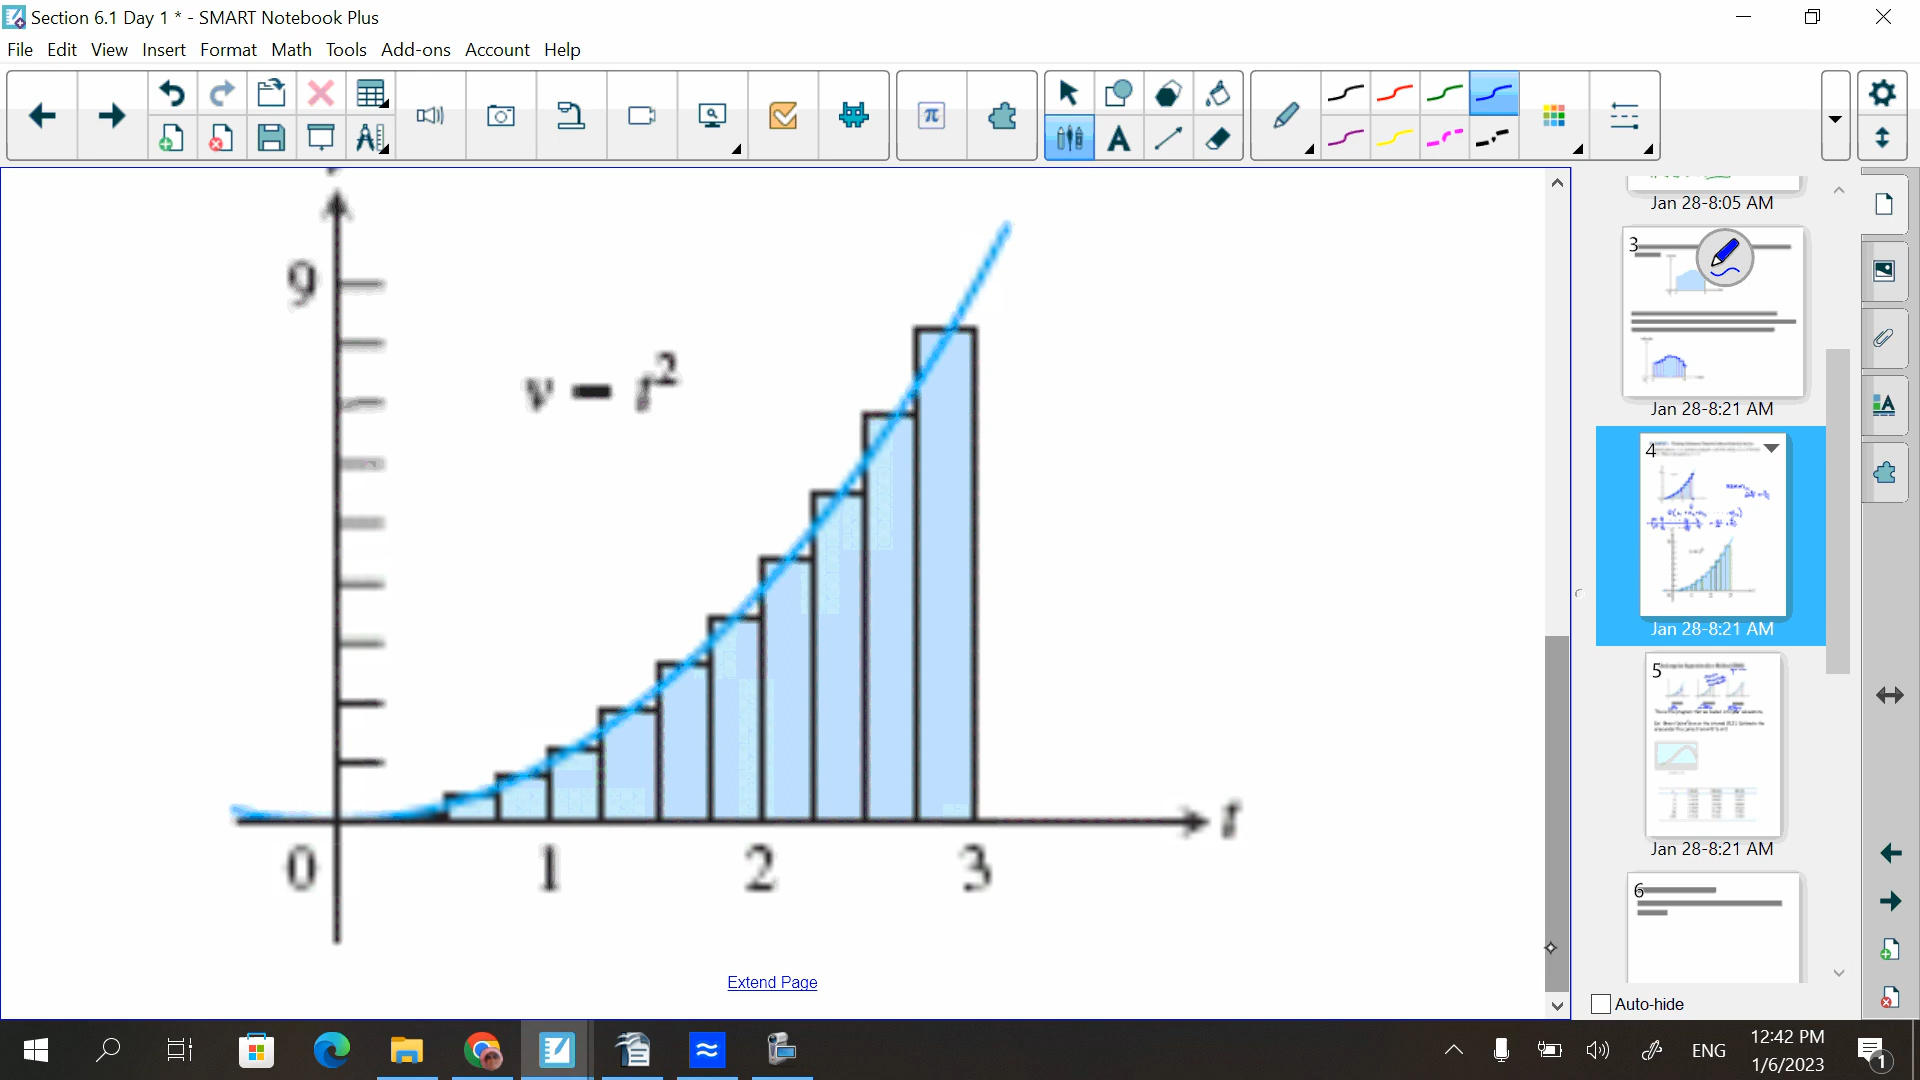 Section 6.1 Day 1 * - SMART Notebook Plus
File Edit View Insert Format Math Tools Add-ons Account Help
π
A
9
v = t²
t
0 1 2 3
Extend Page
Jan 28-8:05 AM
3
Jan 28-8:21 AM
4
Jan 28-8:21 AM
5
Jan 28-8:21 AM
6
Auto-hide
A
ENG
12:42 PM
1/6/2023
1